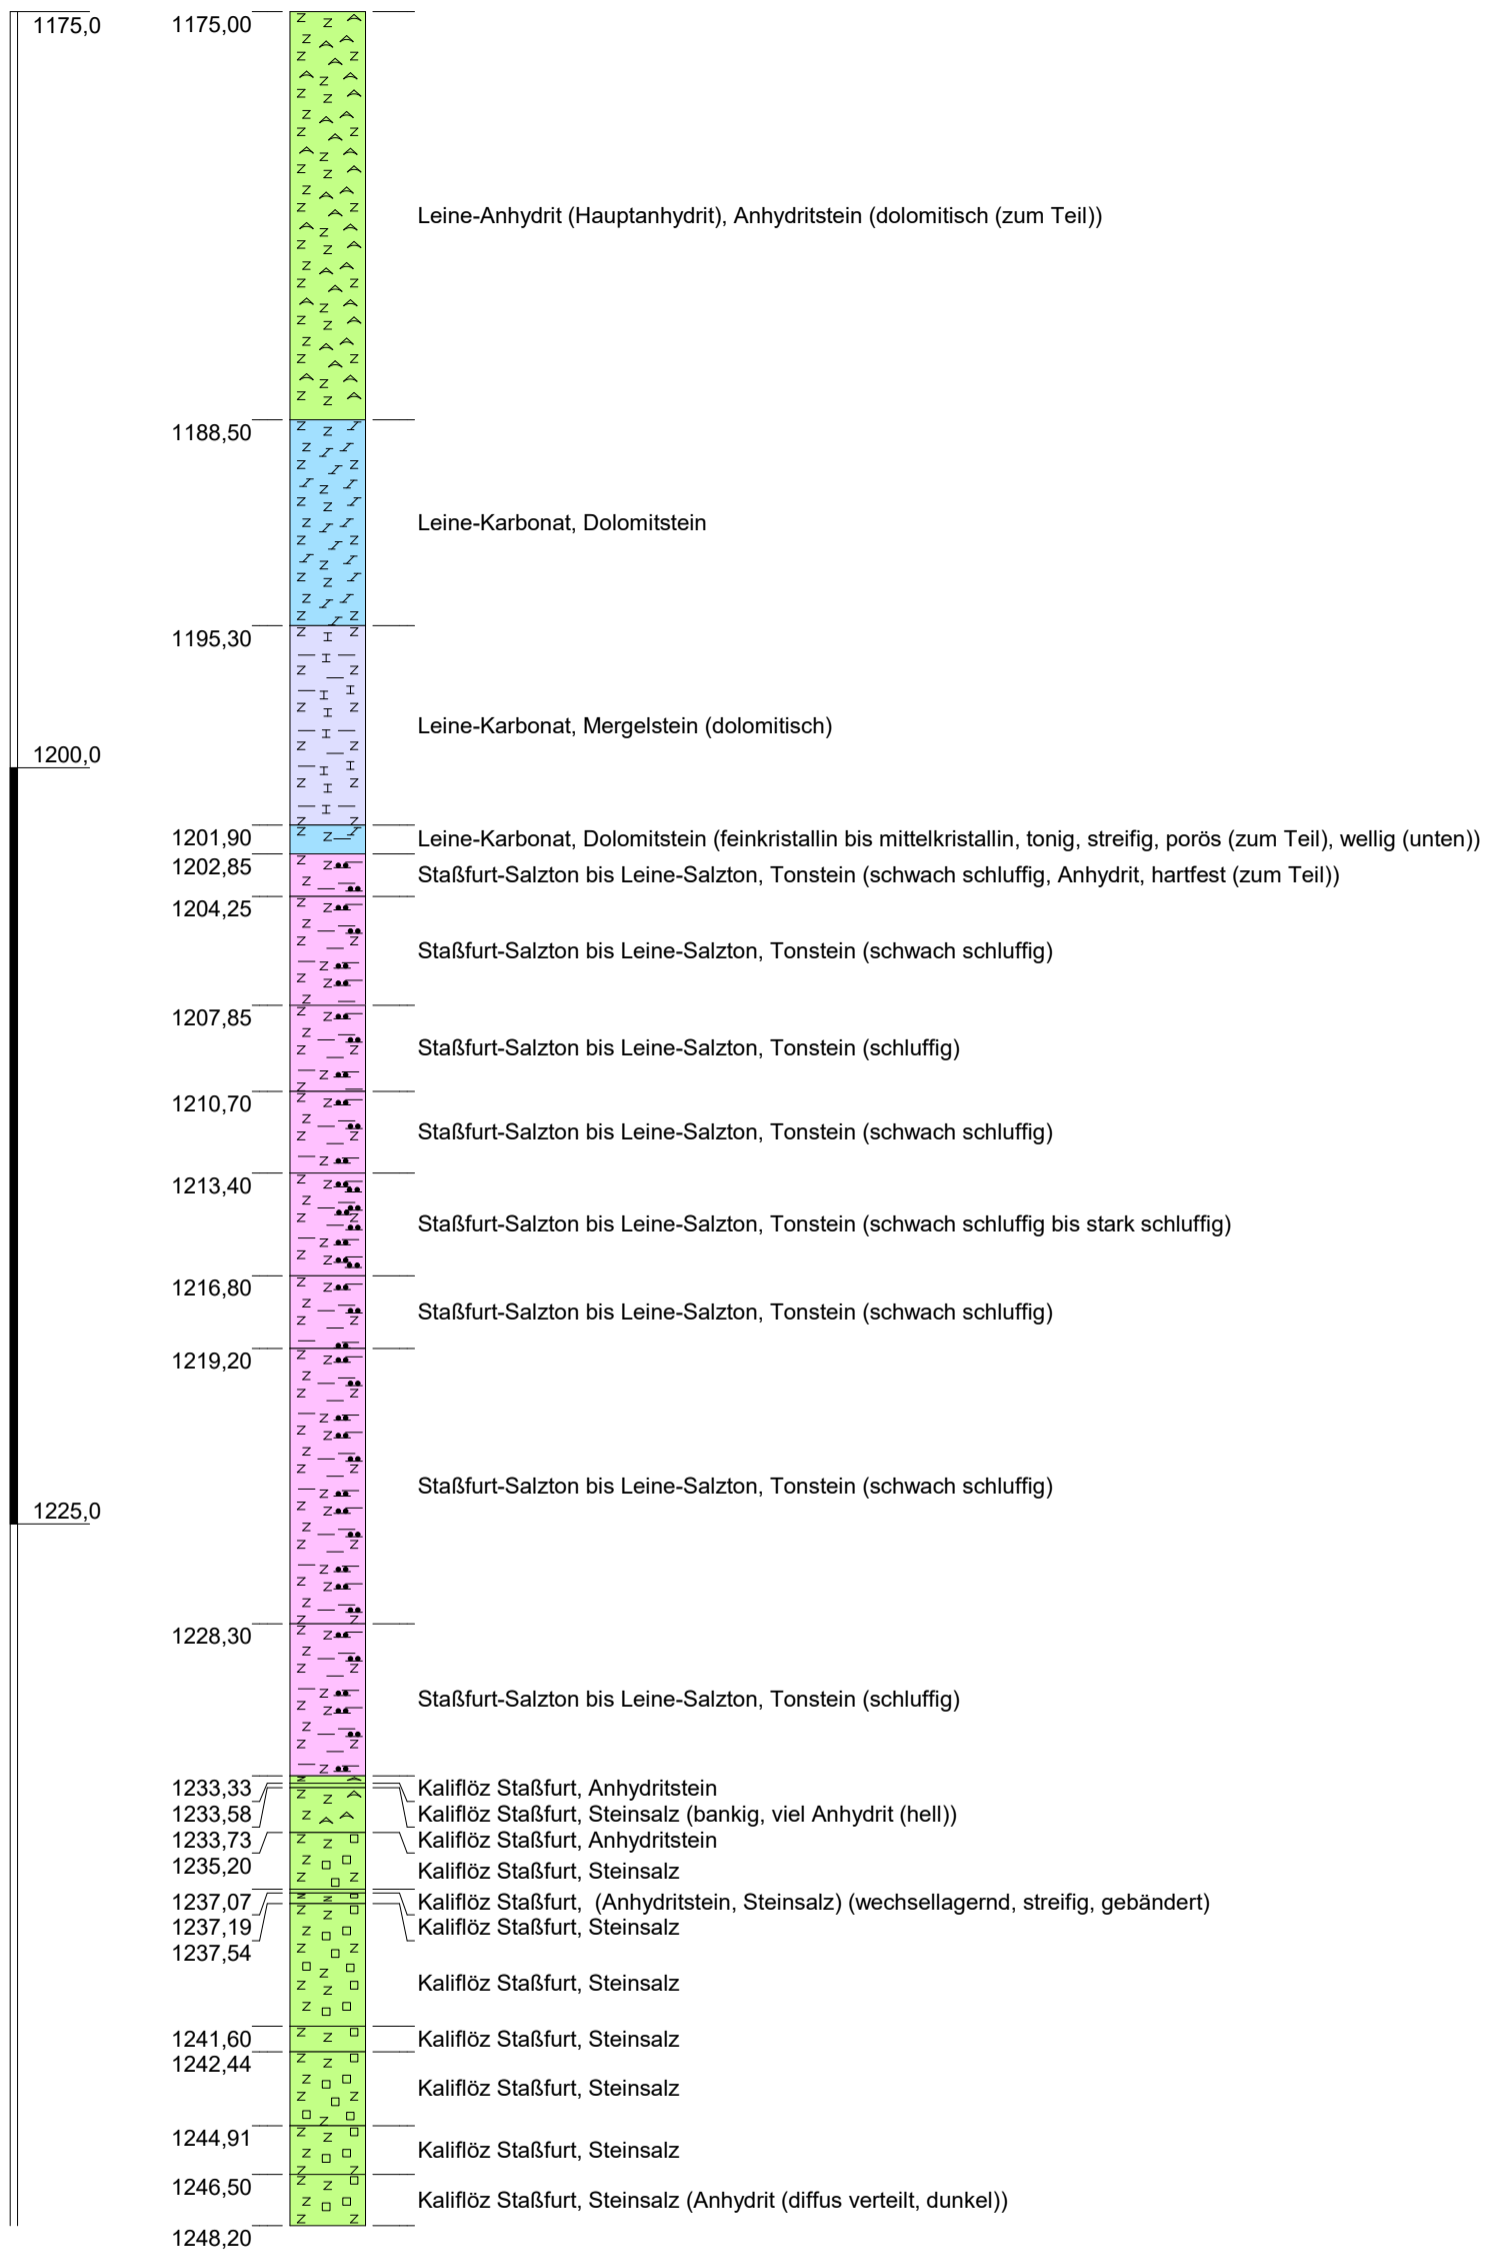 1175,0 1175,00
Leine-Anhydrit (Hauptanhydrit), Anhydritstein (dolomitisch (zum Teil))
1188,50
Leine-Karbonat, Dolomitstein
1195,30
Leine-Karbonat, Mergelstein (dolomitisch)
1200,0
1201,90 Leine-Karbonat, Dolomitstein (feinkristallin bis mittelkristallin, tonig, streifig, porös (zum Teil), wellig (unten))
1202,85 Staßfurt-Salzton bis Leine-Salzton, Tonstein (schwach schluffig, Anhydrit, hartfest (zum Teil))
1204,25
Staßfurt-Salzton bis Leine-Salzton, Tonstein (schwach schluffig)
1207,85
Staßfurt-Salzton bis Leine-Salzton, Tonstein (schluffig)
1210,70
Staßfurt-Salzton bis Leine-Salzton, Tonstein (schwach schluffig)
1213,40
Staßfurt-Salzton bis Leine-Salzton, Tonstein (schwach schluffig bis stark schluffig)
1216,80
Staßfurt-Salzton bis Leine-Salzton, Tonstein (schwach schluffig)
1219,20
Staßfurt-Salzton bis Leine-Salzton, Tonstein (schwach schluffig)
1225,0
1228,30
Staßfurt-Salzton bis Leine-Salzton, Tonstein (schluffig)
1233,33 Kaliflöz Staßfurt, Anhydritstein
1233,58 Kaliflöz Staßfurt, Steinsalz (bankig, viel Anhydrit (hell))
1233,73 Kaliflöz Staßfurt, Anhydritstein
1235,20 Kaliflöz Staßfurt, Steinsalz
1237,07 Kaliflöz Staßfurt, (Anhydritstein, Steinsalz) (wechsellagernd, streifig, gebändert)
1237,19 Kaliflöz Staßfurt, Steinsalz
1237,54
Kaliflöz Staßfurt, Steinsalz
1241,60 Kaliflöz Staßfurt, Steinsalz
1242,44
Kaliflöz Staßfurt, Steinsalz
1244,91
Kaliflöz Staßfurt, Steinsalz
1246,50
Kaliflöz Staßfurt, Steinsalz (Anhydrit (diffus verteilt, dunkel))
1248,20